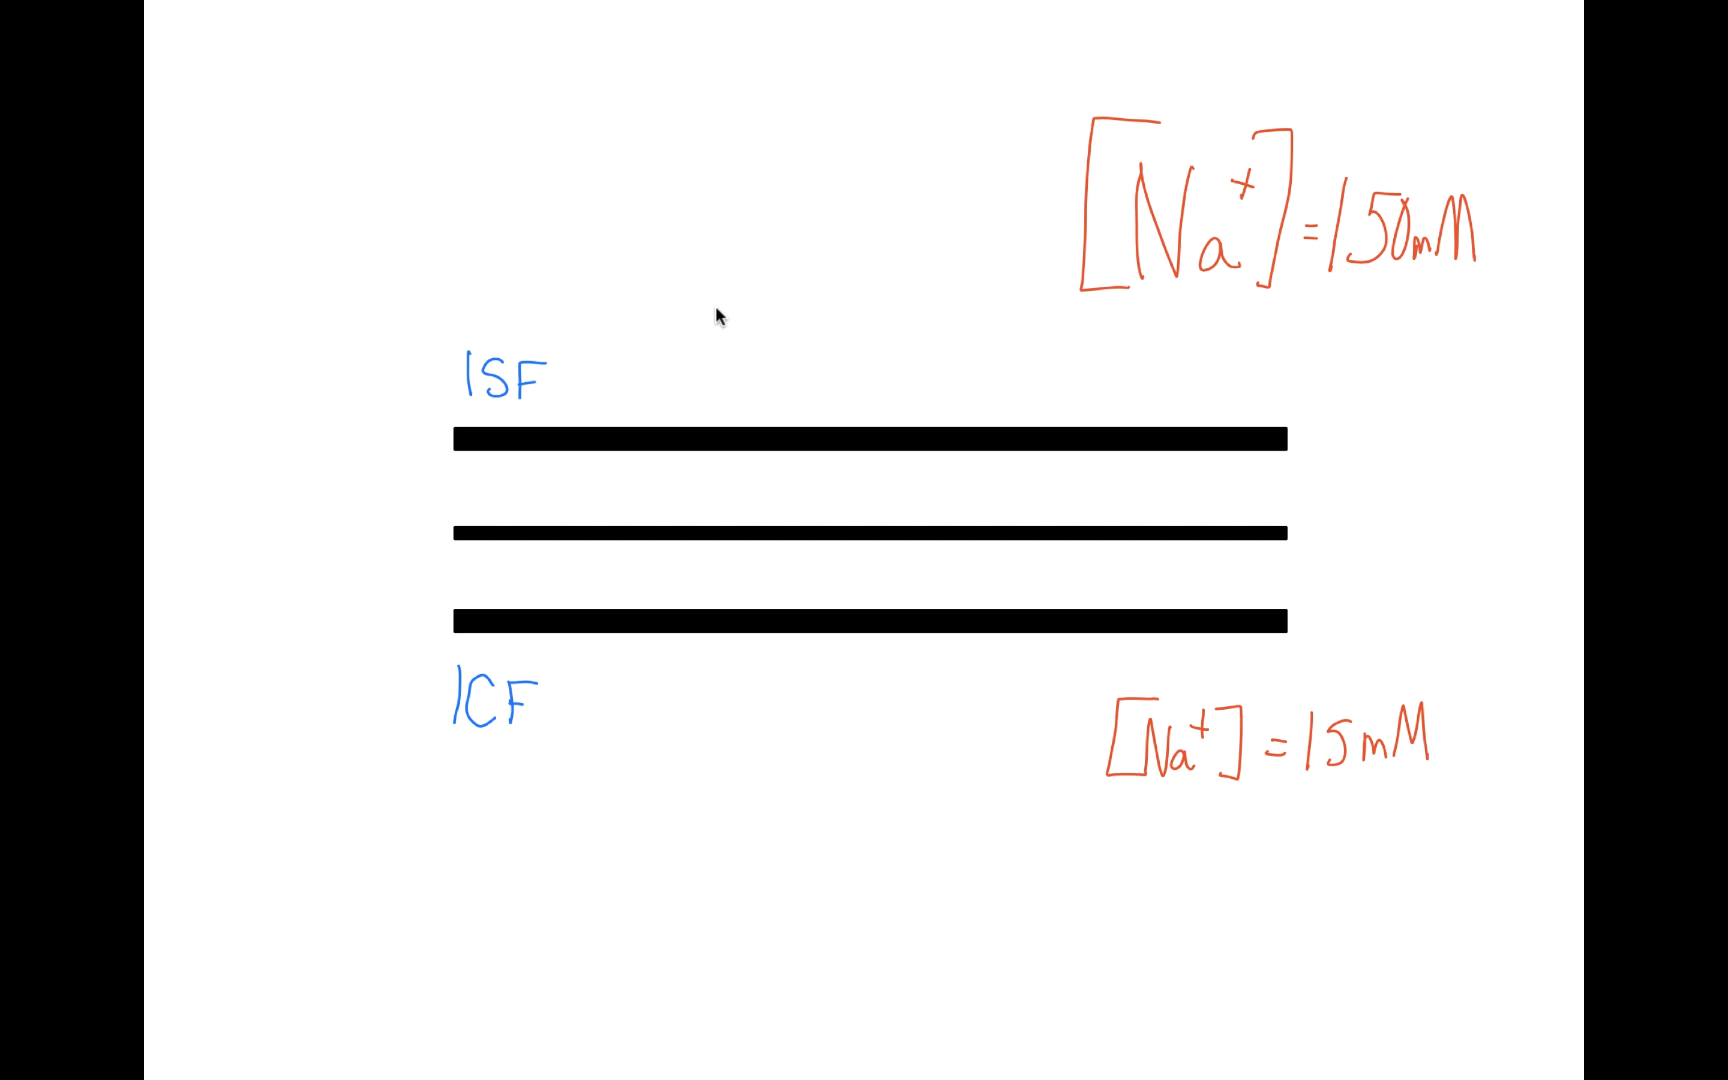 [Na+] = 150mM
ISF
ICF
[Na+] = 15mM